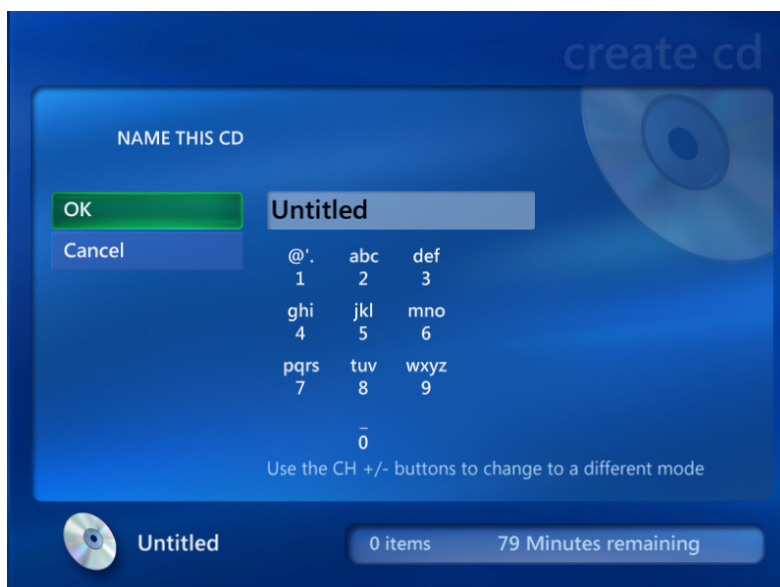 create cd
NAME THIS CD
OK
Untitled
Cancel
@'. abc def
1 2 3
ghi jkl mno
4 5 6
pqrs tuv wxyz
7 8 9
_
0
Use the CH +/- buttons to change to a different mode
Untitled 0 items 79 Minutes remaining